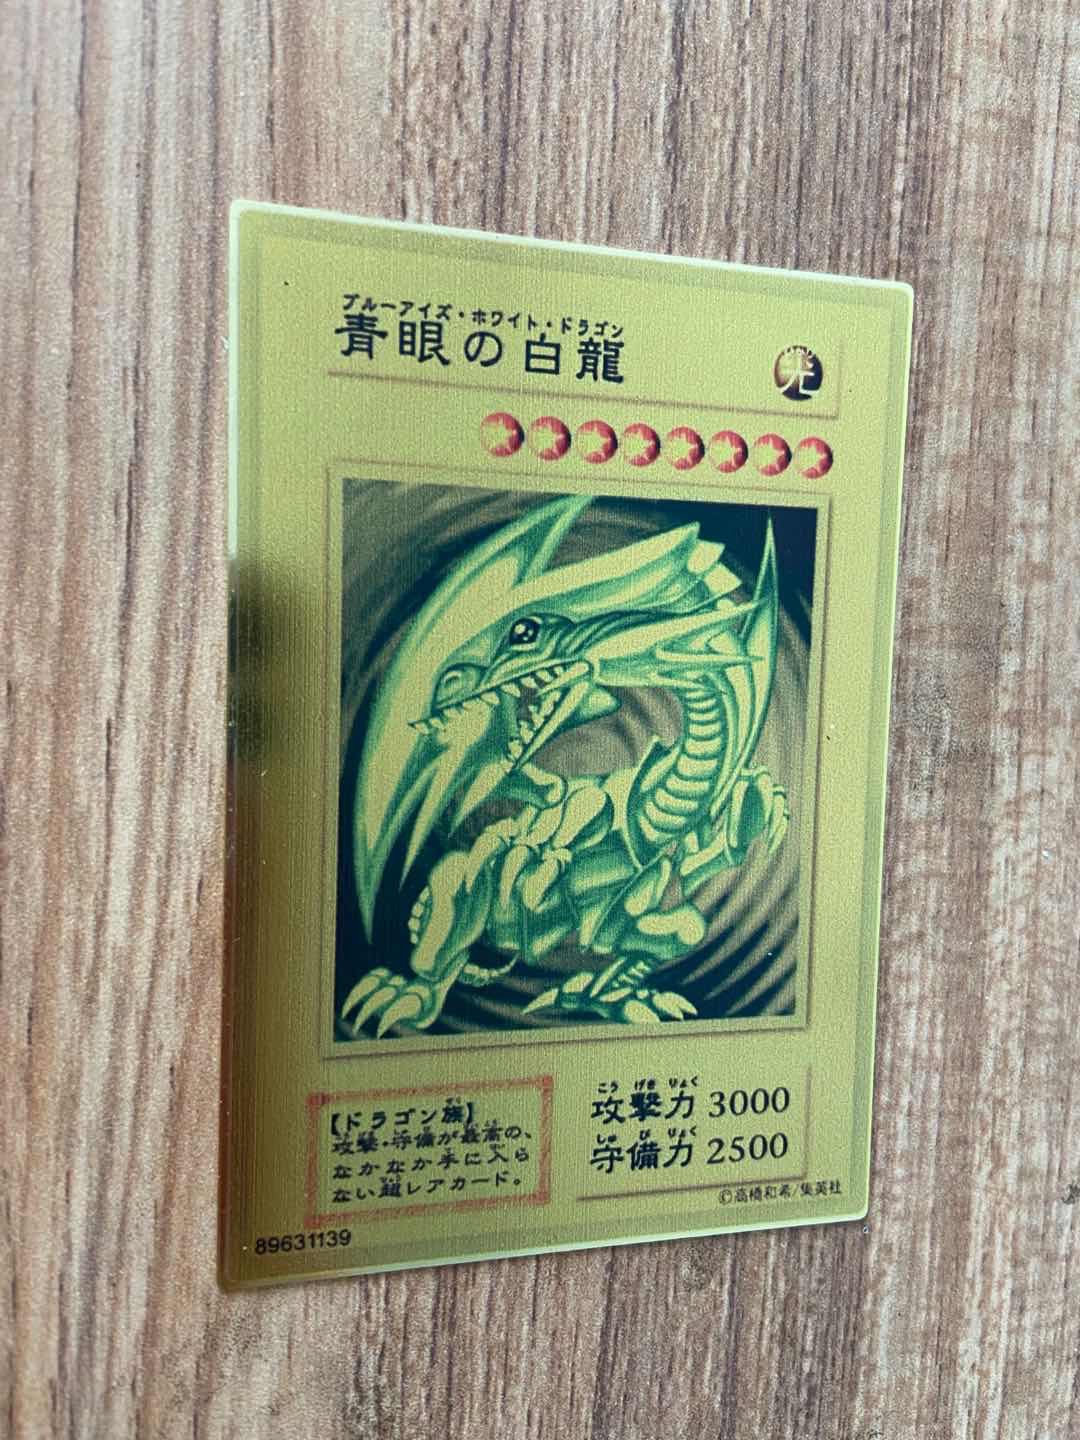 ブルーアイズ・ホワイト・ドラゴン
青眼の白龍
光
こう げき りょく
攻撃力 3000
しゅ び りょく
守備力 2500
【ドラゴン族】
攻撃・守備が最高の、
なかなか手に入ら
ない超レアカード。
©高橋和希/集英社
89631139